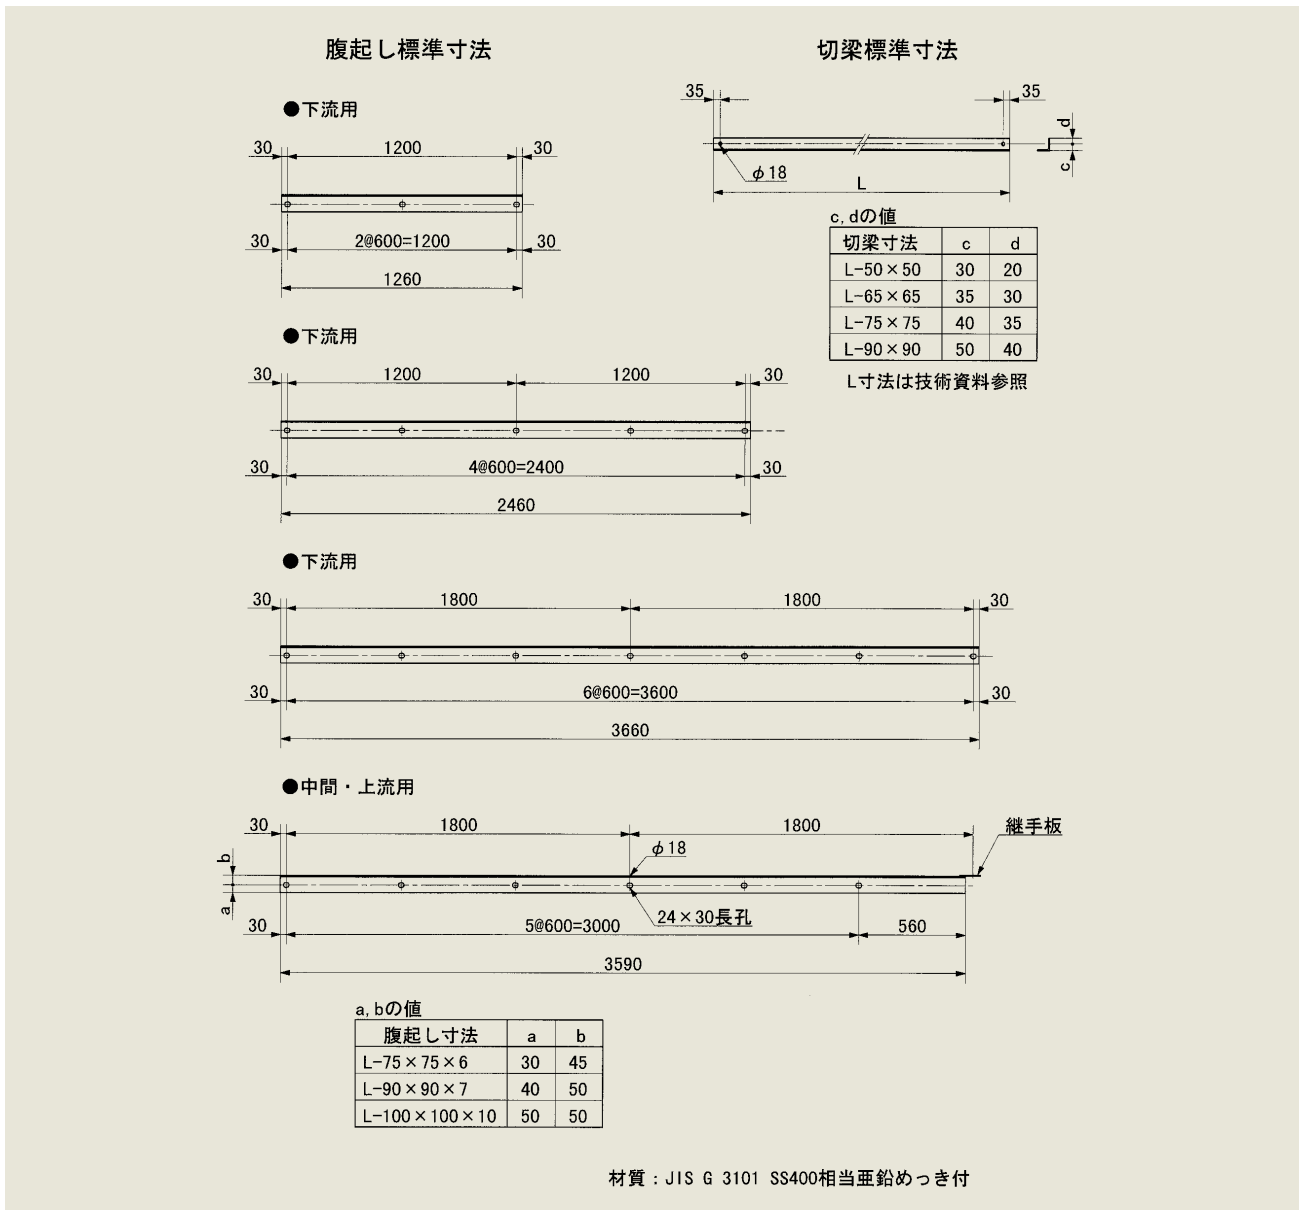 腹起し標準寸法
●下流用
30 1200 30
30 2@600=1200 30
1260
●下流用
30 1200 1200 30
30 4@600=2400 30
2460
●下流用
30 1800 1800 30
30 6@600=3600 30
3660
●中間・上流用
30 1800 1800 継手板
b φ18
a 24×30長孔
30 5@600=3000 560
3590
a,bの値
腹起し寸法 a b
L-75×75×6 30 45
L-90×90×7 40 50
L-100×100×10 50 50
切梁標準寸法
35 35
d
φ18 c
L
c,dの値
切梁寸法 c d
L-50×50 30 20
L-65×65 35 30
L-75×75 40 35
L-90×90 50 40
L寸法は技術資料参照
材質：JIS G 3101 SS400相当亜鉛めっき付